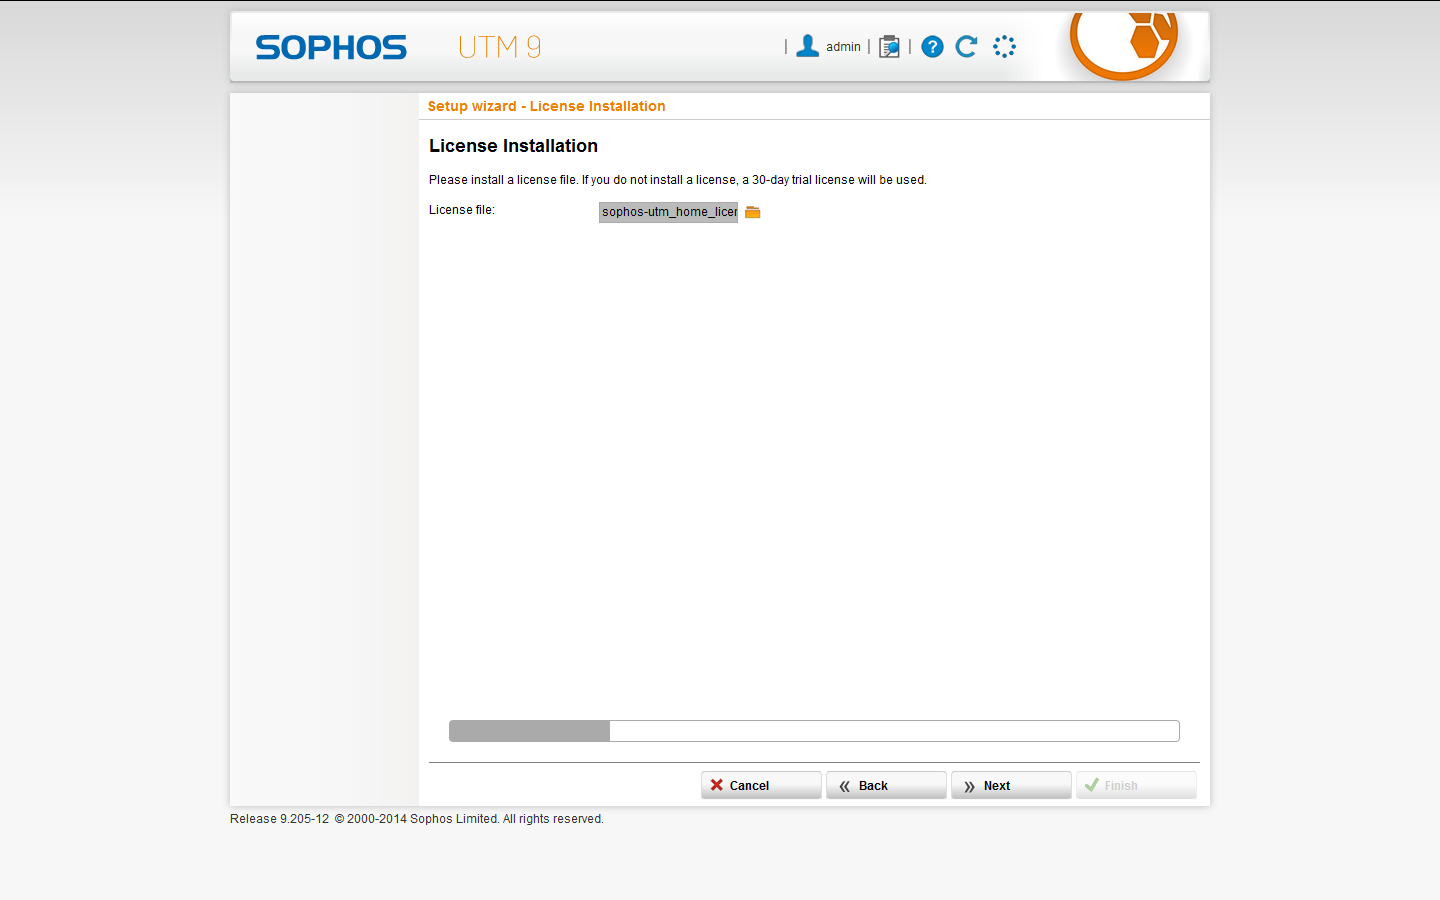 SOPHOS UTM 9 | admin | | ?
Setup wizard - License Installation
License Installation
Please install a license file. If you do not install a license, a 30-day trial license will be used.
License file: sophos-utm_home_licer
Cancel Back Next Finish
Release 9.205-12 © 2000-2014 Sophos Limited. All rights reserved.